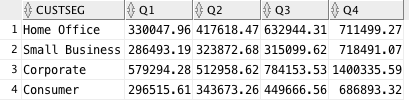 CUSTSEG Q1 Q2 Q3 Q4
1 Home Office 330047.96 417618.47 632944.31 711499.27
2 Small Business 286493.19 323872.68 315099.62 718491.07
3 Corporate 579294.28 512958.62 784153.53 1400335.59
4 Consumer 296515.61 343673.26 449666.56 686893.32